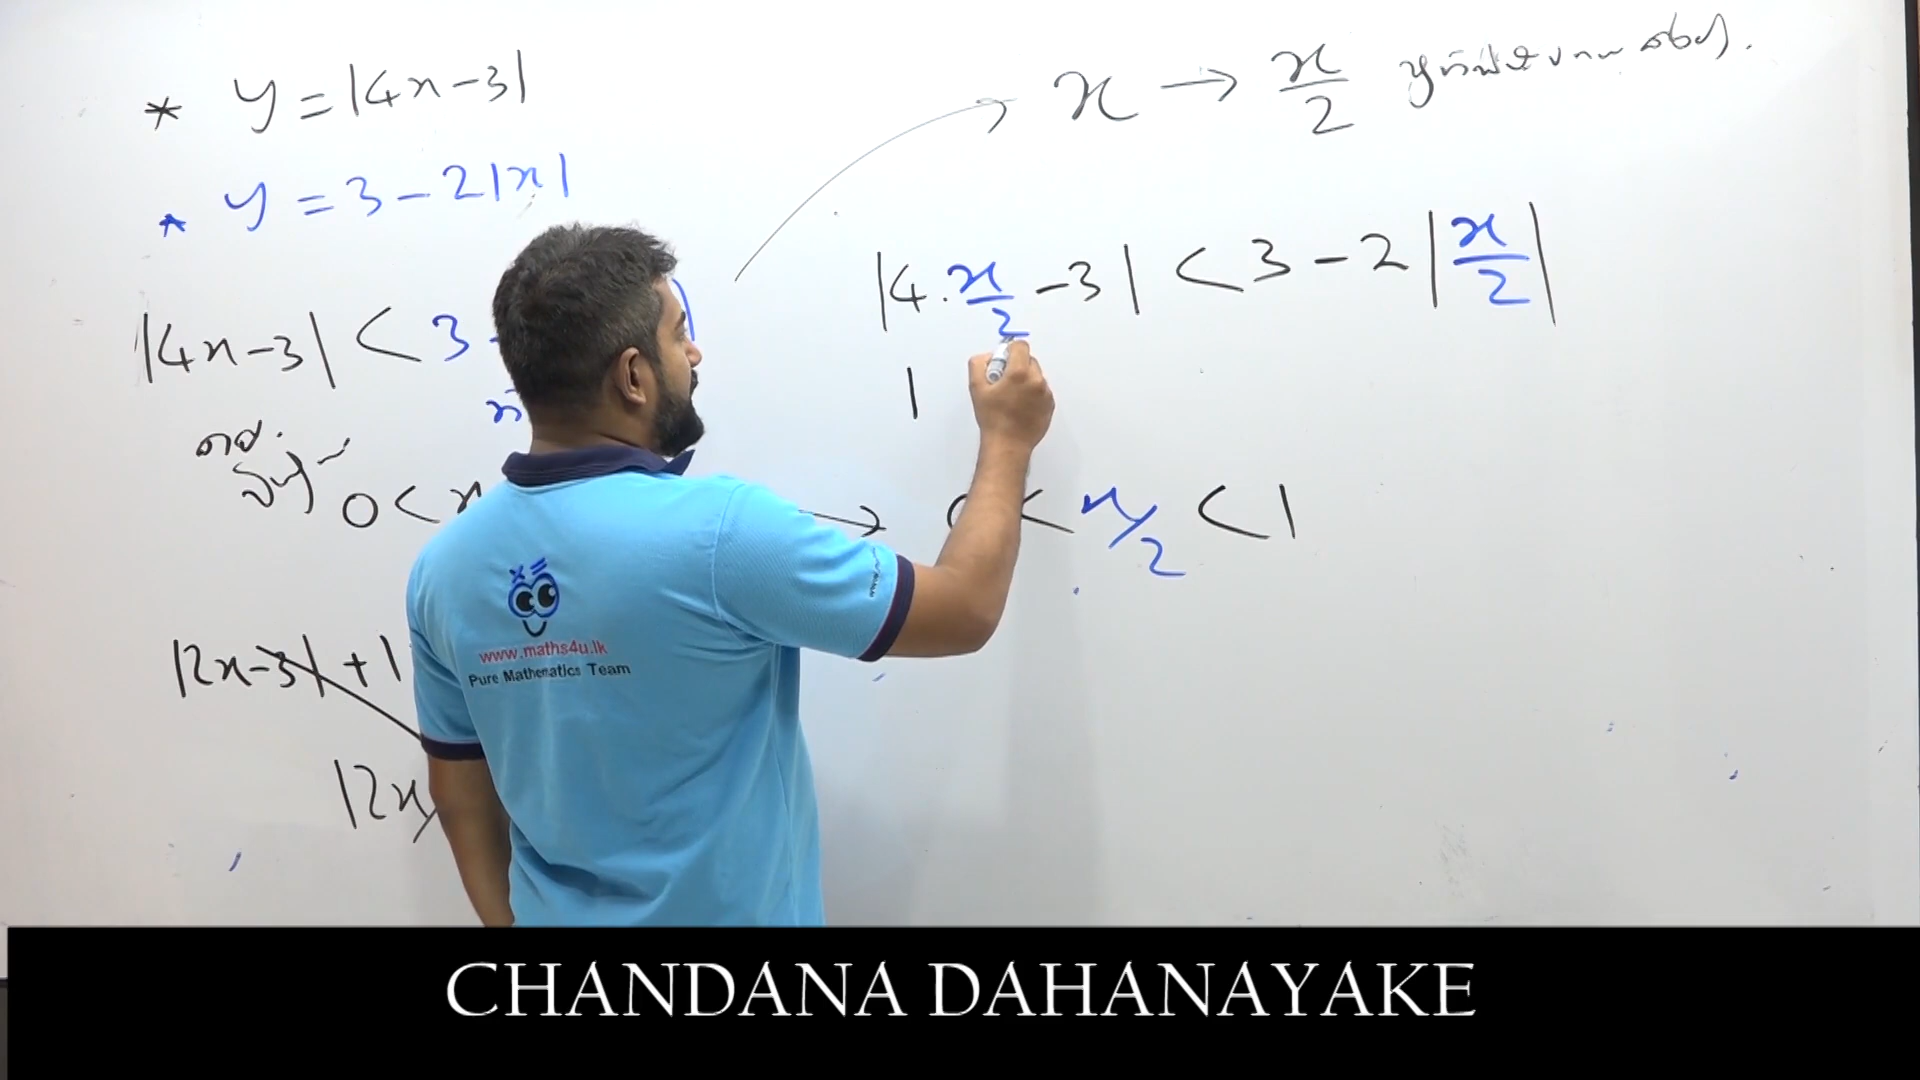 * y = |4x-3|
* y = 3-2|x|
|4x-3| < 3
0 < x
|2x-3| + 1
|2x
x → x/2
|4.x/2 -3| < 3 - 2|x/2|
|
→ 0 < x/2 < 1
www.maths4u.lk
Pure Mathematics Team
CHANDANA DAHANAYAKE